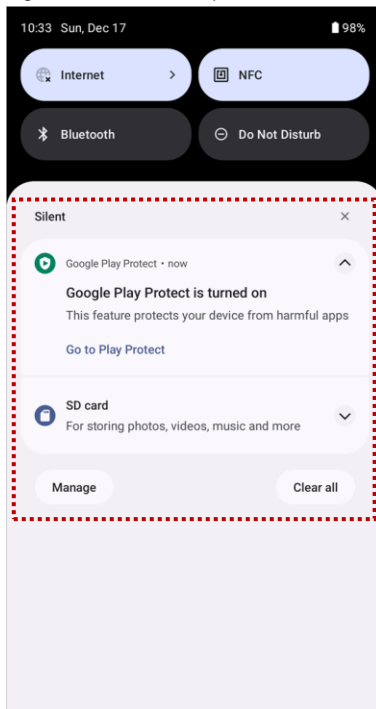 10:33 Sun, Dec 17 98%
Internet NFC
Bluetooth Do Not Disturb
Silent
Google Play Protect • now
Google Play Protect is turned on
This feature protects your device from harmful apps
Go to Play Protect
SD card
For storing photos, videos, music and more
Manage Clear all